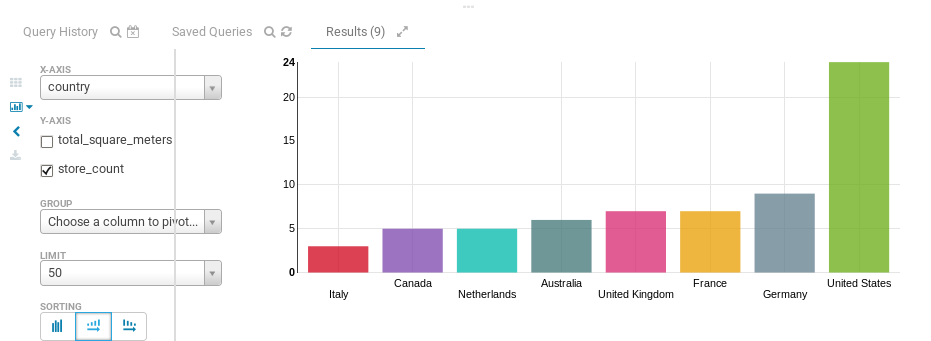 Query History
Saved Queries
Results (9)
X-AXIS
country
Y-AXIS
total_square_meters
store_count
GROUP
Choose a column to pivot...
LIMIT
50
SORTING
24
20
15
10
5
0
Italy
Canada
Netherlands
Australia
United Kingdom
France
Germany
United States